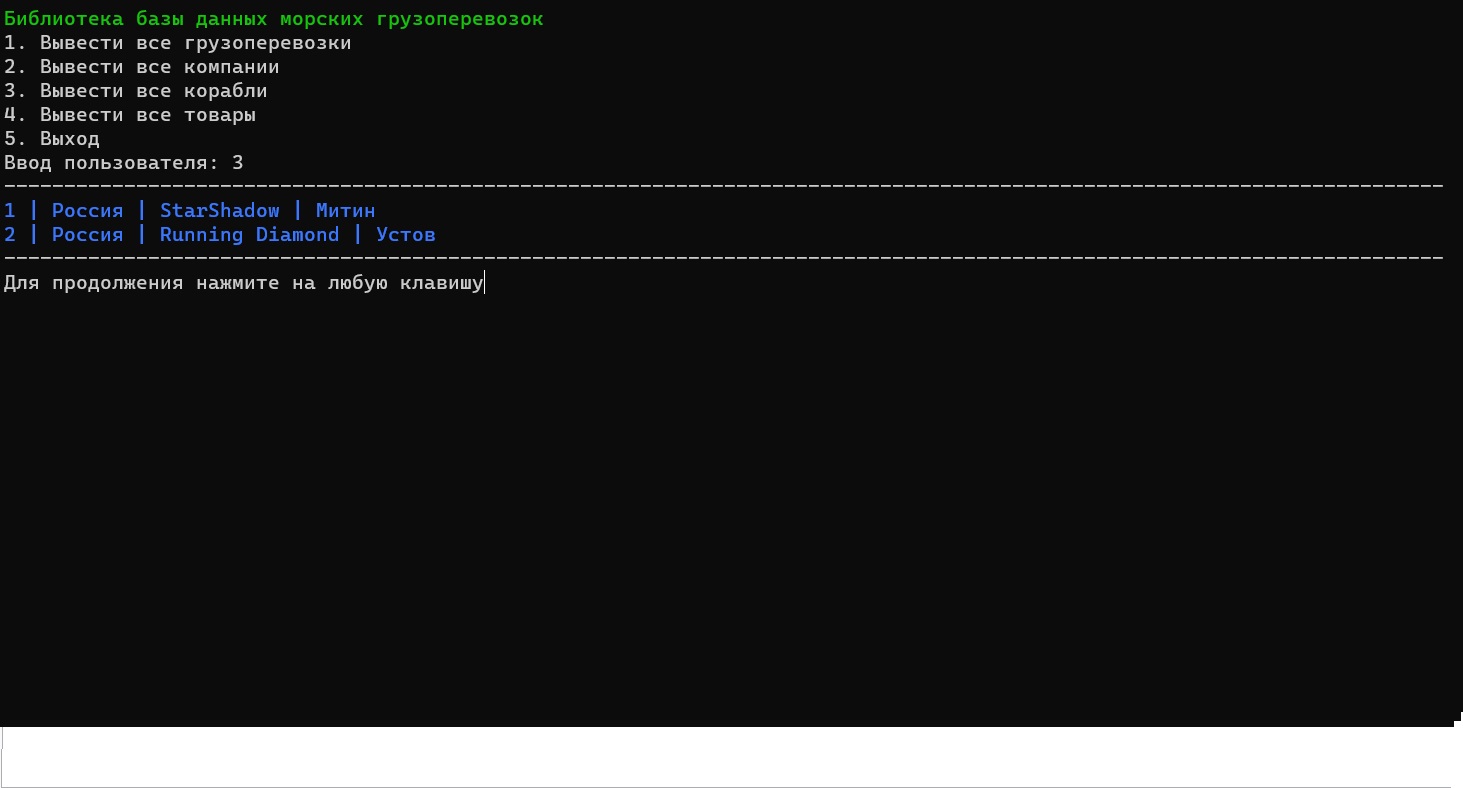 Библиотека базы данных морских грузоперевозок
1. Вывести все грузоперевозки
2. Вывести все компании
3. Вывести все корабли
4. Вывести все товары
5. Выход
Ввод пользователя: 3
------------------------------------------------------------------------------------------------------------------------
1 | Россия | StarShadow | Митин
2 | Россия | Running Diamond | Устов
------------------------------------------------------------------------------------------------------------------------
Для продолжения нажмите на любую клавишу